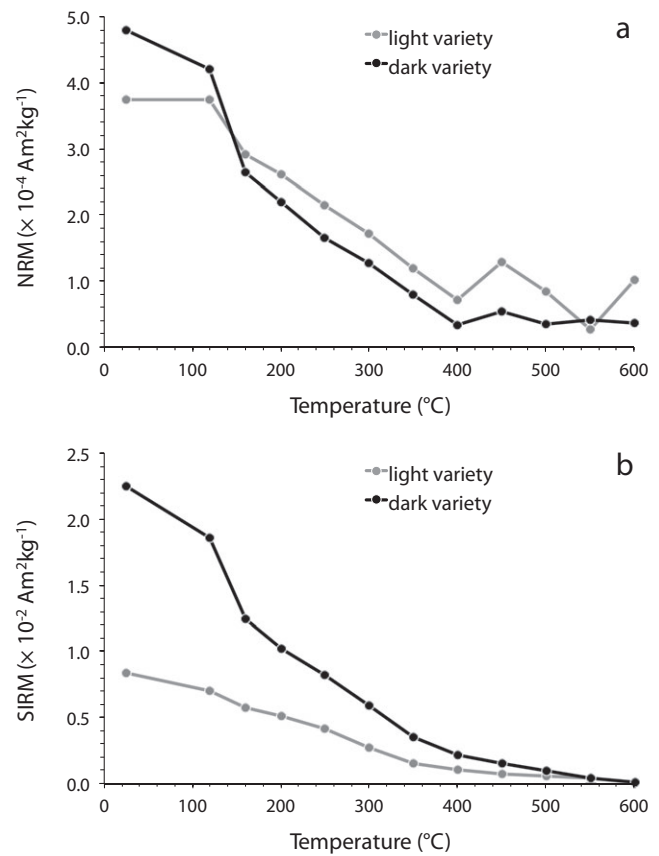 a
light variety
dark variety
5.0
4.0
3.0
2.0
1.0
0.0
NRM (× 10⁻⁴ Am²kg⁻¹)
0 100 200 300 400 500 600
Temperature (°C)
b
light variety
dark variety
2.5
2.0
1.5
1.0
0.5
0.0
SIRM (× 10⁻² Am²kg⁻¹)
0 100 200 300 400 500 600
Temperature (°C)